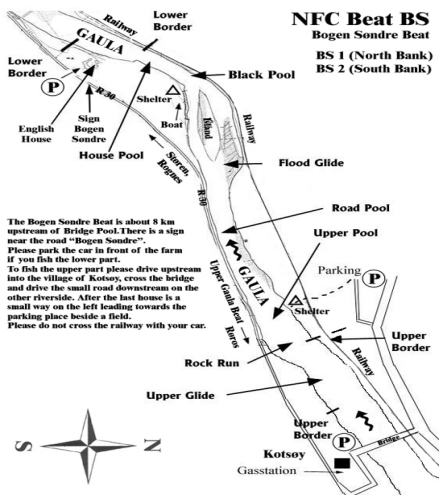 NFC Beat BS
Bogen Søndre Beat
BS 1 (North Bank)
BS 2 (South Bank)
Railway
Lower
Border
GAULA
Lower
Border
P
R 30
Black Pool
Shelter
Boat
Island
Railway
English
House
Sign
Bogen
Søndre
House Pool
Støren,
Rognes
Flood Glide
R 30
Road Pool
Upper Pool
The Bogen Søndre Beat is about 8 km
upstream of Bridge Pool.There is a sign
near the road “Bogen Sondre”.
Please park the car in front of the farm
if you fish the lower part.
To fish the upper part please drive upstream
into the village of Kotsoy, cross the bridge
and drive the small road downstream on the
other riverside. After the last house is a
small way on the left leading towards the
parking place beside a field.
Please do not cross the railway with your car.
GAULA
Parking
P
Shelter
Upper Gaula Beat
Røros
Rock Run
Railway
Upper
Border
Upper Glide
Upper
Border
P
Bridge
Kotsøy
Gasstation
S
N